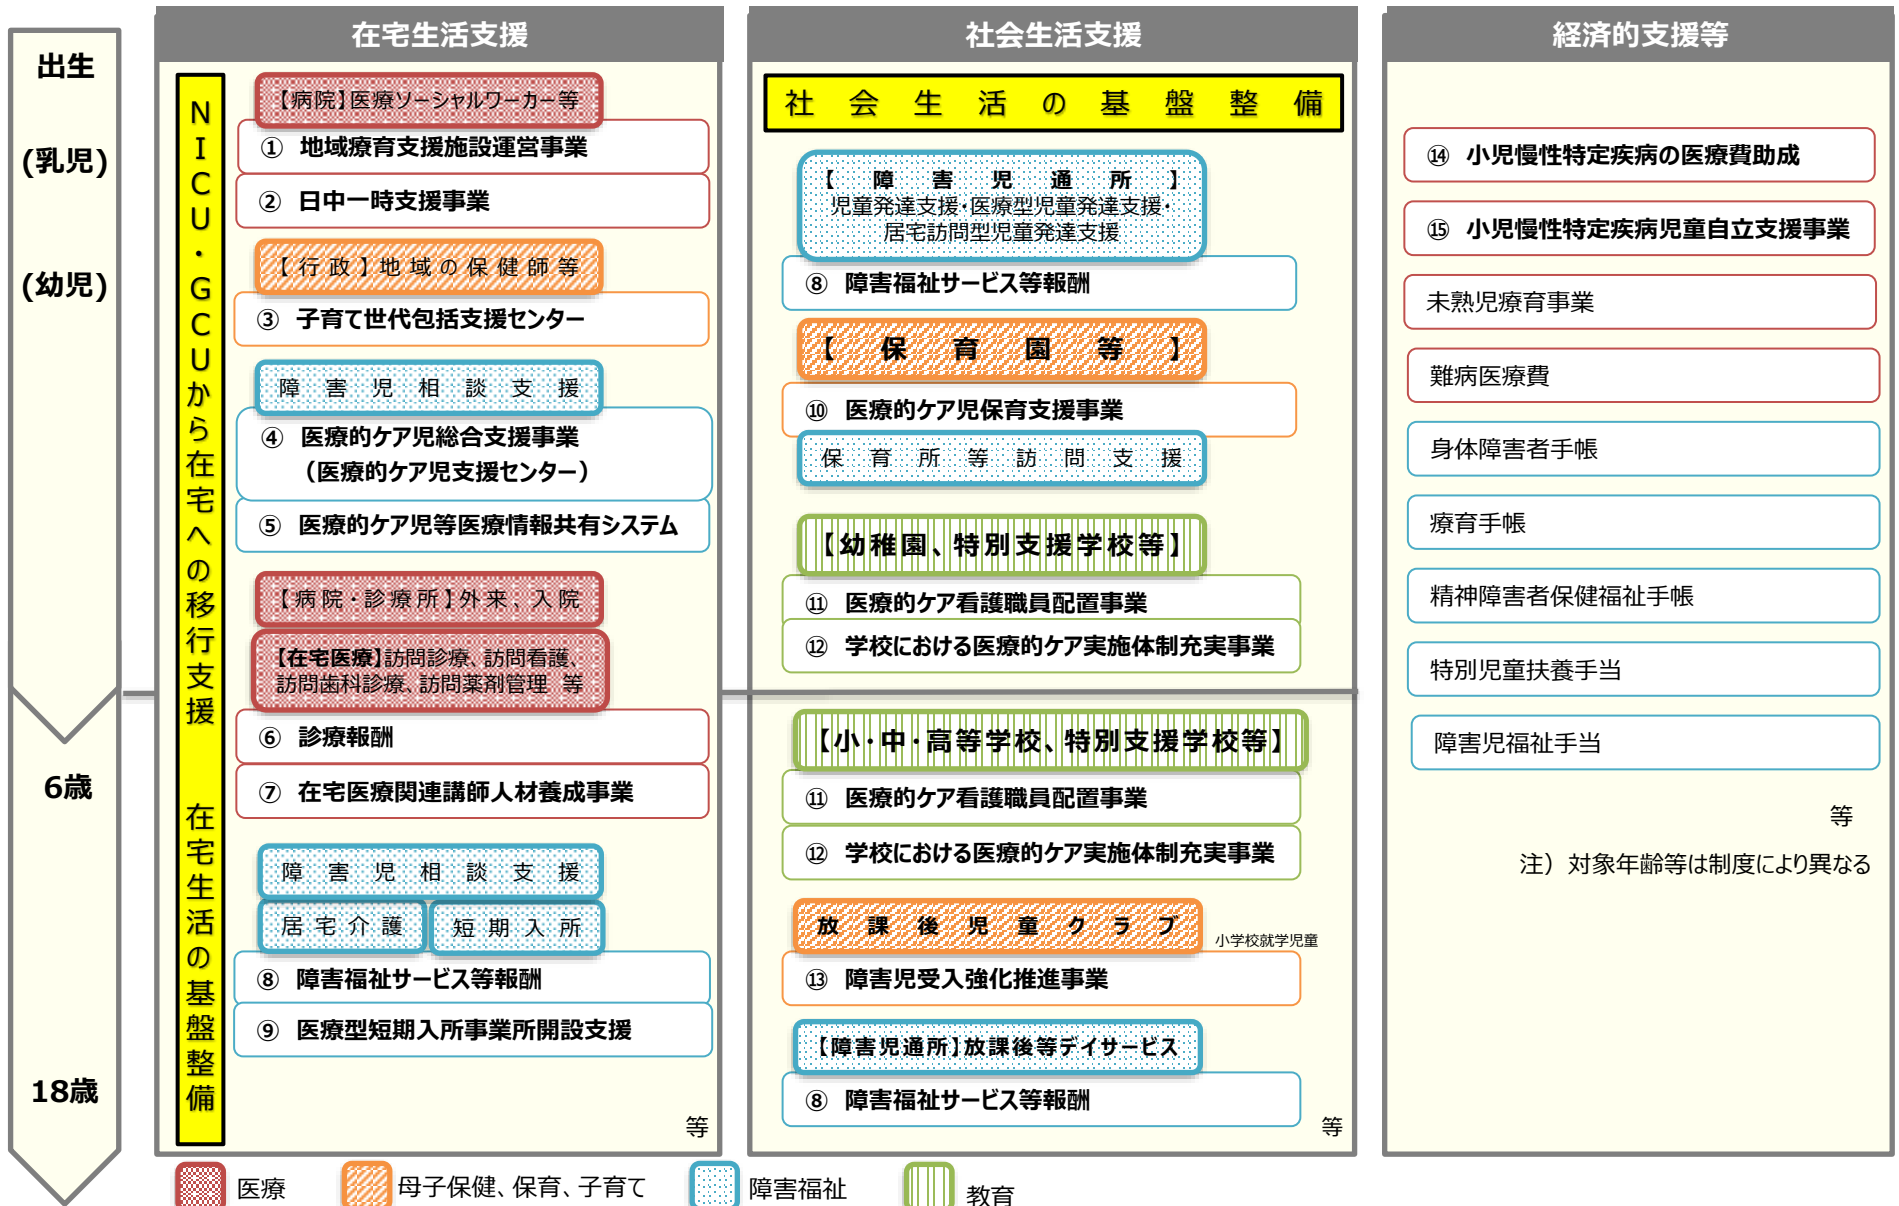 出生
(乳児)
(幼児)
6歳
18歳
在宅生活支援
NICU・GCUから在宅への移行支援　在宅生活の基盤整備
【病院】医療ソーシャルワーカー等
① 地域療育支援施設運営事業
② 日中一時支援事業
【行政】地域の保健師等
③ 子育て世代包括支援センター
障害児相談支援
④ 医療的ケア児総合支援事業
（医療的ケア児支援センター）
⑤ 医療的ケア児等医療情報共有システム
【病院・診療所】外来、入院
【在宅医療】訪問診療、訪問看護、
訪問歯科診療、訪問薬剤管理 等
⑥ 診療報酬
⑦ 在宅医療関連講師人材養成事業
障害児相談支援
居宅介護 短期入所
⑧ 障害福祉サービス等報酬
⑨ 医療型短期入所事業所開設支援
等
社会生活支援
社会生活の基盤整備
【障害児通所】
児童発達支援・医療型児童発達支援・
居宅訪問型児童発達支援
⑧ 障害福祉サービス等報酬
【保育園等】
⑩ 医療的ケア児保育支援事業
保育所等訪問支援
【幼稚園、特別支援学校等】
⑪ 医療的ケア看護職員配置事業
⑫ 学校における医療的ケア実施体制充実事業
【小・中・高等学校、特別支援学校等】
⑪ 医療的ケア看護職員配置事業
⑫ 学校における医療的ケア実施体制充実事業
放課後児童クラブ 小学校就学児童
⑬ 障害児受入強化推進事業
【障害児通所】放課後等デイサービス
⑧ 障害福祉サービス等報酬
等
経済的支援等
⑭ 小児慢性特定疾病の医療費助成
⑮ 小児慢性特定疾病児童自立支援事業
未熟児療育事業
難病医療費
身体障害者手帳
療育手帳
精神障害者保健福祉手帳
特別児童扶養手当
障害児福祉手当
等
注）対象年齢等は制度により異なる
医療 母子保健、保育、子育て 障害福祉 教育